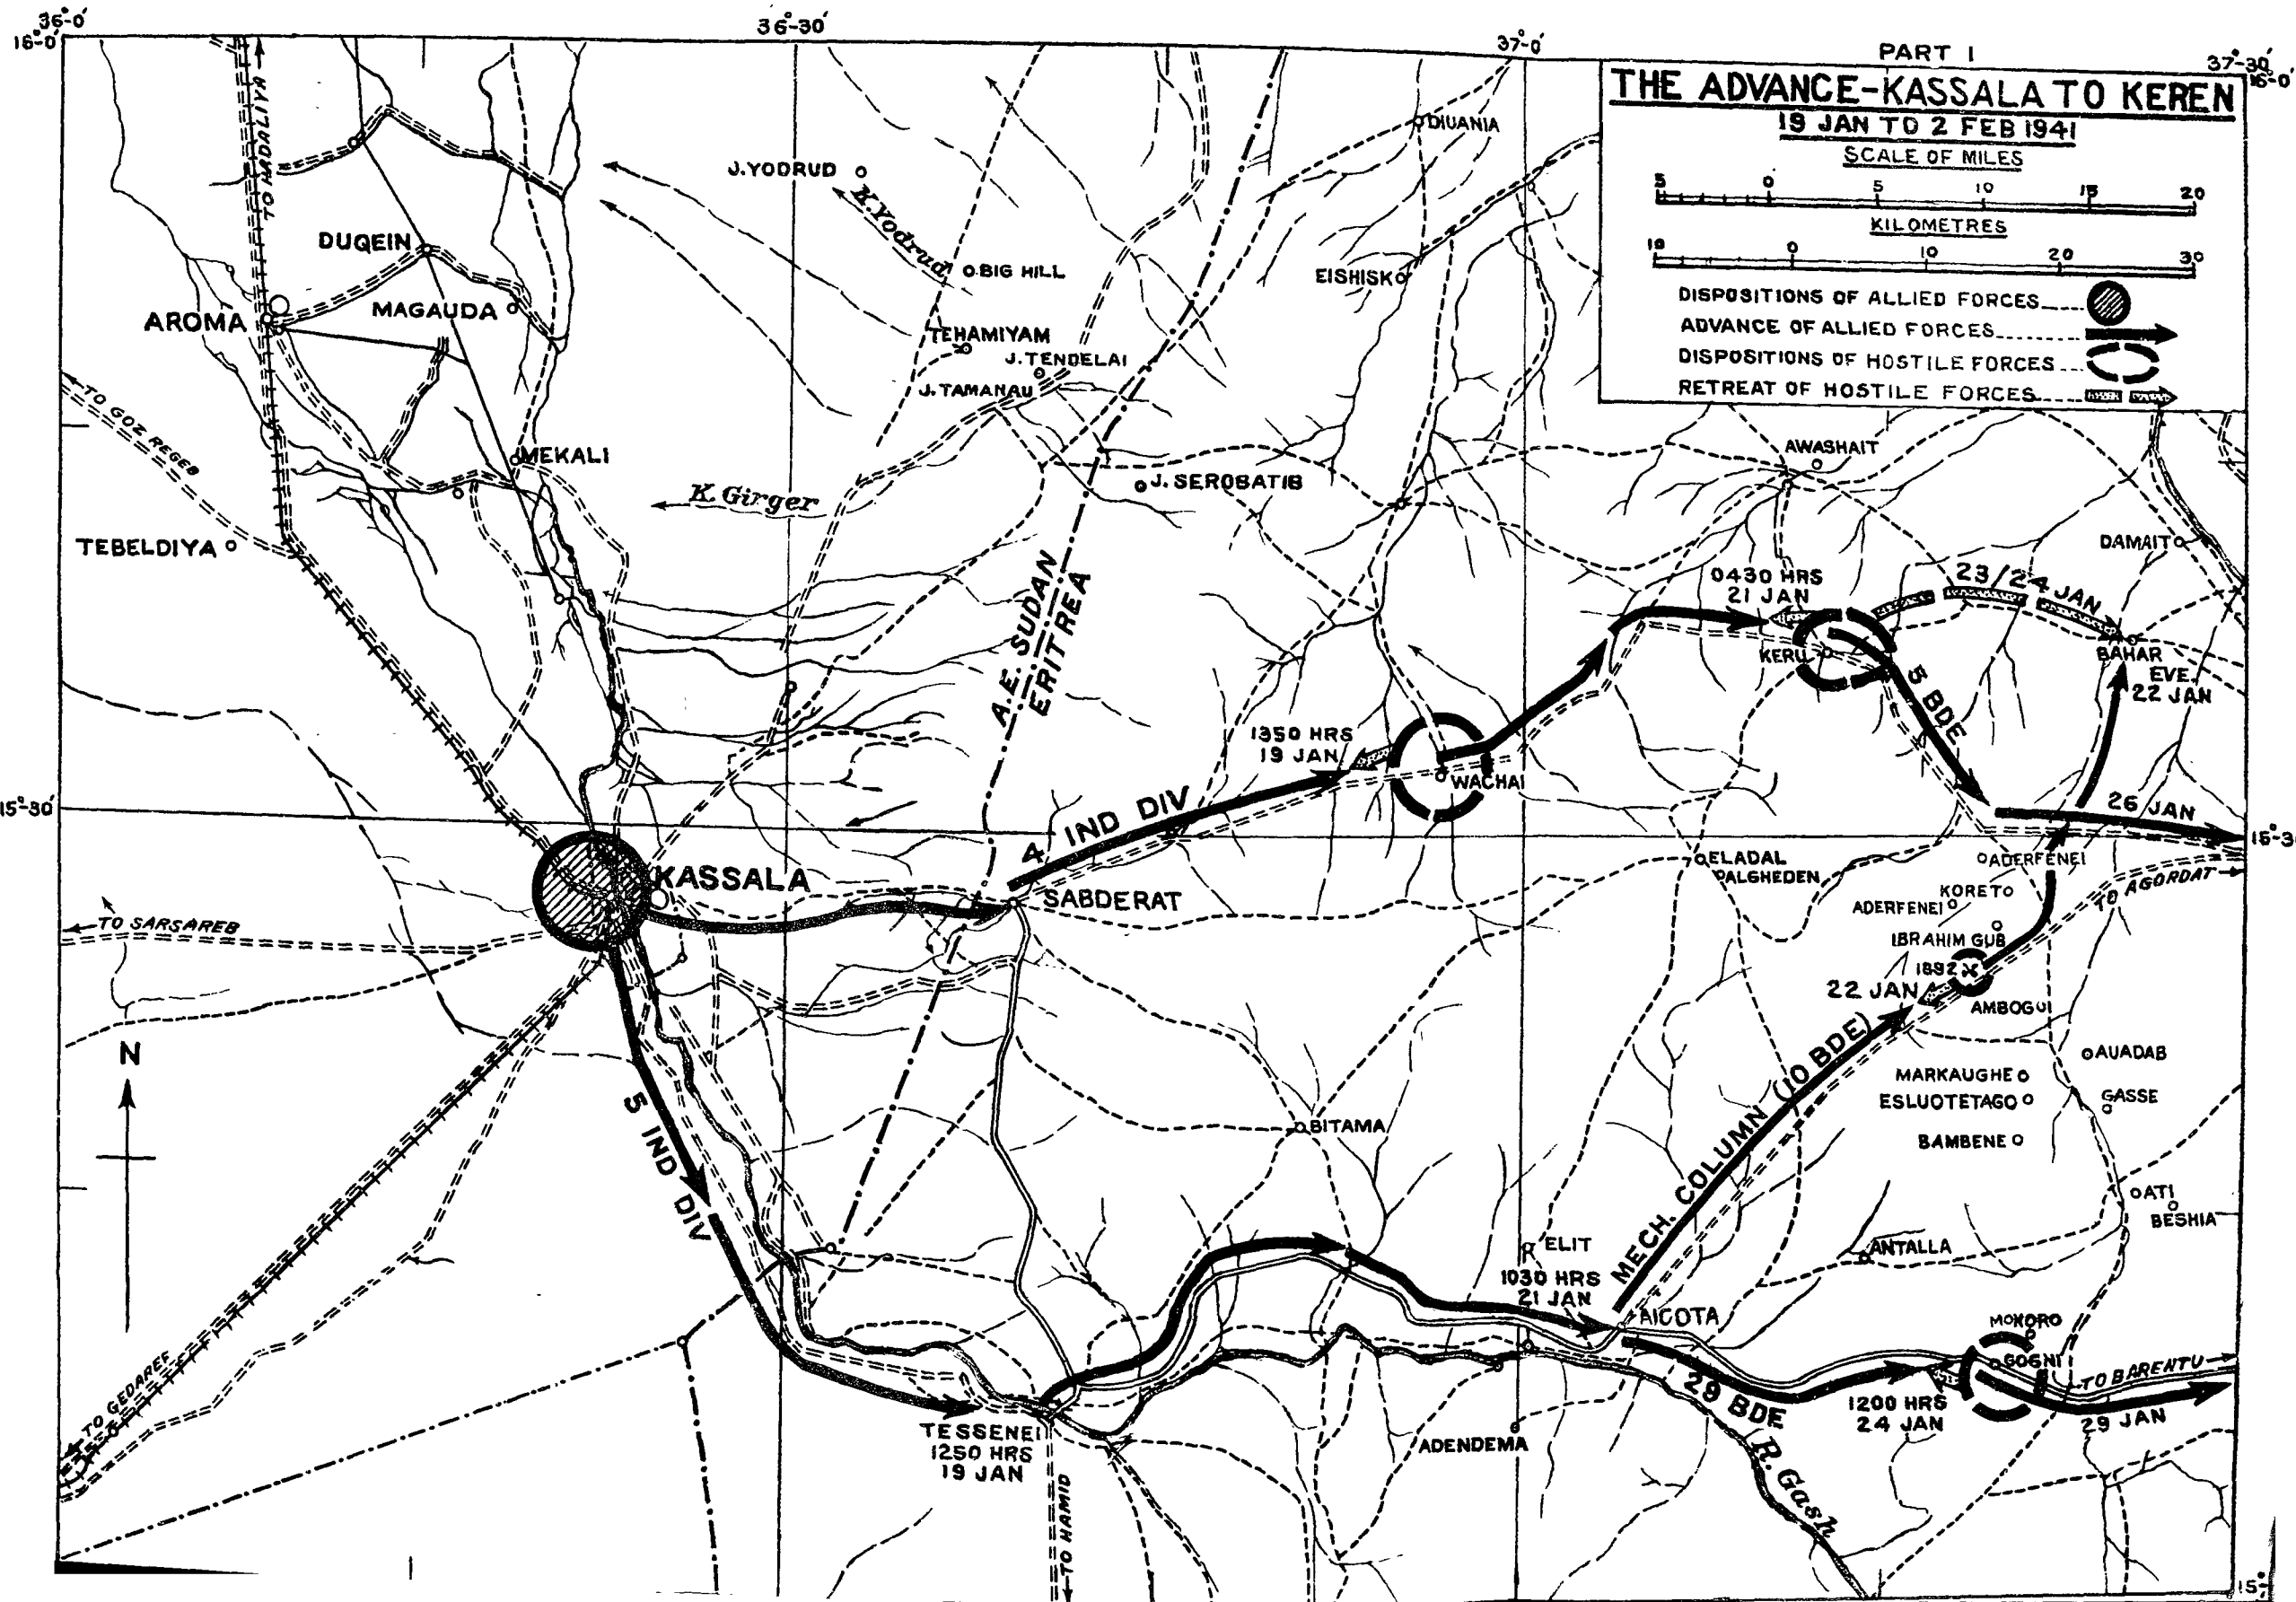 36°-0'
36°-30'
37°-0'
37°-30'
16°-0'
16°-0'
PART 1
THE ADVANCE-KASSALA TO KEREN
19 JAN TO 2 FEB 1941
SCALE OF MILES
5 0 5 10 15 20
KILOMETRES
10 0 10 20 30
DISPOSITIONS OF ALLIED FORCES
ADVANCE OF ALLIED FORCES
DISPOSITIONS OF HOSTILE FORCES
RETREAT OF HOSTILE FORCES
TO HADALIYA
DIUANIA
J.YODRUD
K.Yodrud
DUQEIN
BIG HILL
EISHISK
MAGAUDA
AROMA
TEHAMIYAM
J.TENDELAI
J.TAMANAU
TO GOZ REGEB
MEKALI
AWASHAIT
K.Girger
J. SEROBATIB
TEBELDIYA
DAMAIT
A.E. SUDAN
ERITREA
0430 HRS
21 JAN
23/24 JAN
KERU
BAHAR
EVE.
22 JAN
5 BDE
1350 HRS
19 JAN
WACHAI
15°-30'
4 IND DIV
26 JAN
KASSALA
SABDERAT
ELADAL
ALGHEDEN
ADERFENEI
TO AGORDAT
KORETO
ADERFENEI
TO SARSAREB
IBRAHIM GUB
1892
22 JAN
AMBOGO
N
AUADAB
MARKAUGHE
ESLUOTETAGO
GASSE
5 IND DIV
BITAMA
BAMBENE
MECH. COLUMN (10 BDE)
ATI
BESHIA
ELIT
ANTALLA
1030 HRS
21 JAN
AICOTA
MOKORO
GOGNI
TO BARENTU
TO GEDAREF
29 BDE
1200 HRS
24 JAN
29 JAN
TESSENEI
1250 HRS
19 JAN
ADENDEMA
R. Gash
TO HAMID